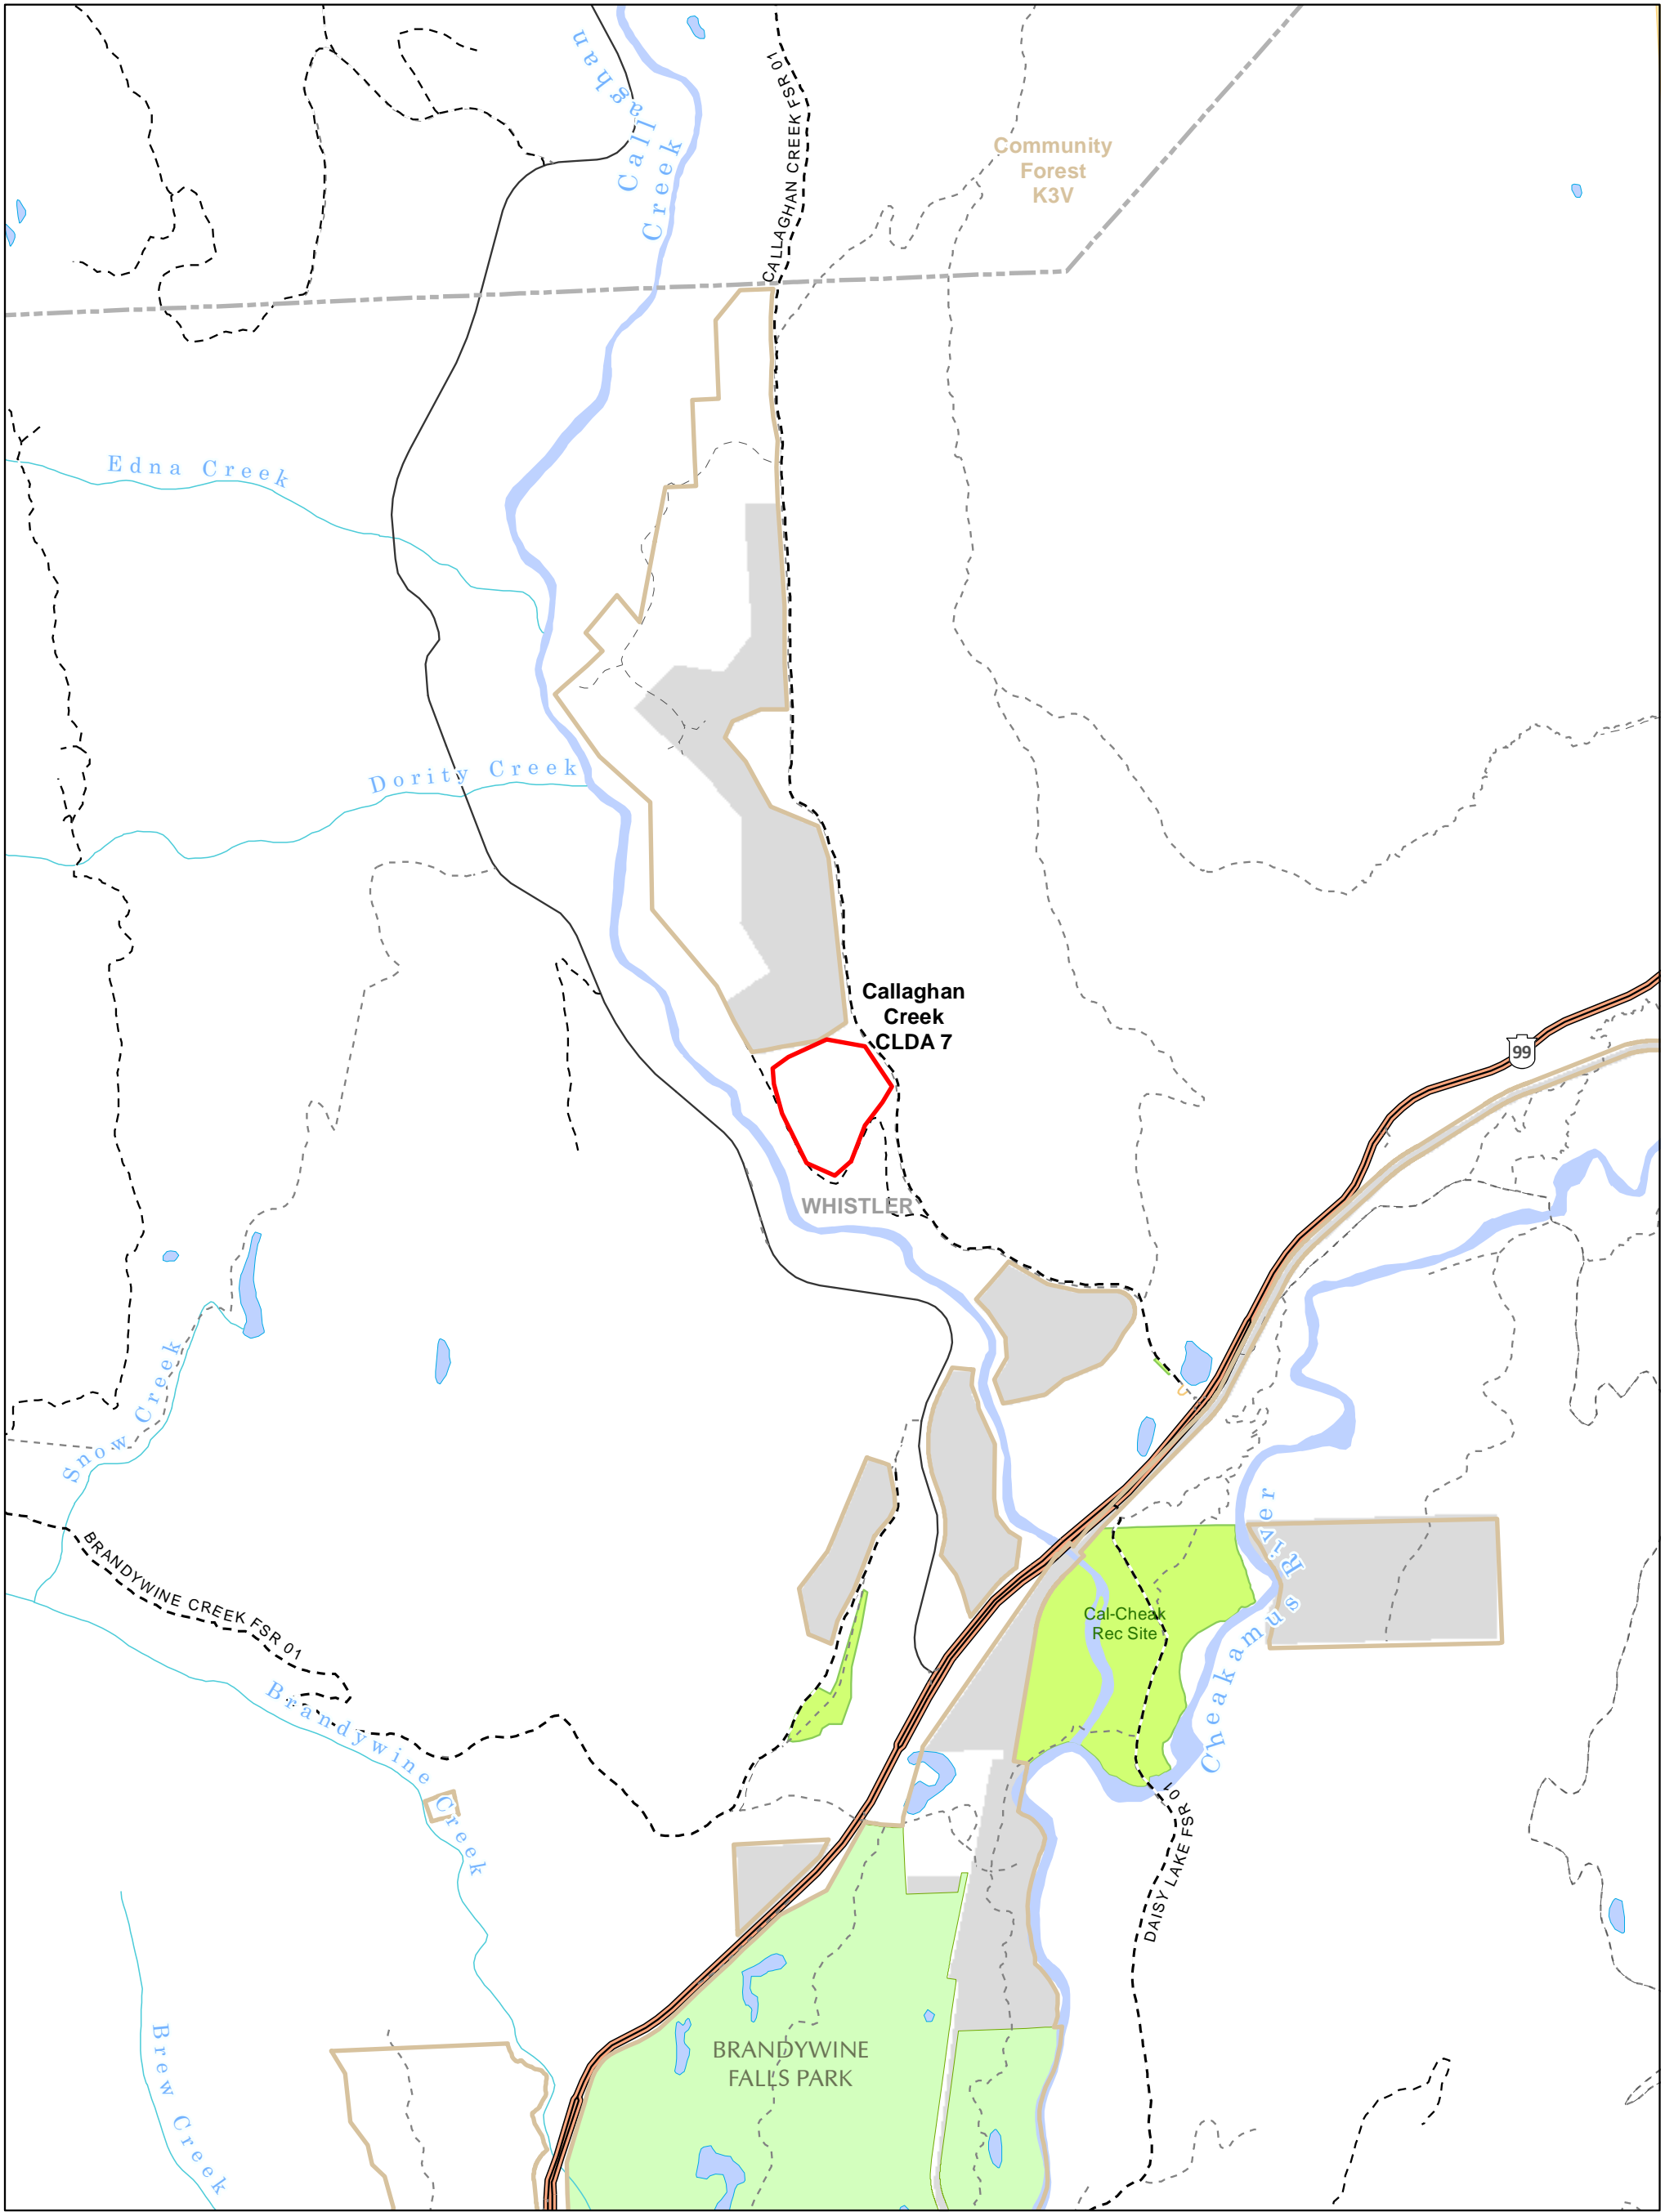 Callaghan
Creek
CALLAGHAN CREEK FSR 01
Community
Forest
K3V
Edna Creek
Dority Creek
Callaghan
Creek
CLDA 7
99
WHISTLER
Snow Creek
BRANDYWINE CREEK FSR 01
Cheakamus River
Cal-Cheak
Rec Site
Brandywine Creek
DAISY LAKE FSR 01
BRANDYWINE
FALLS PARK
Brew Creek